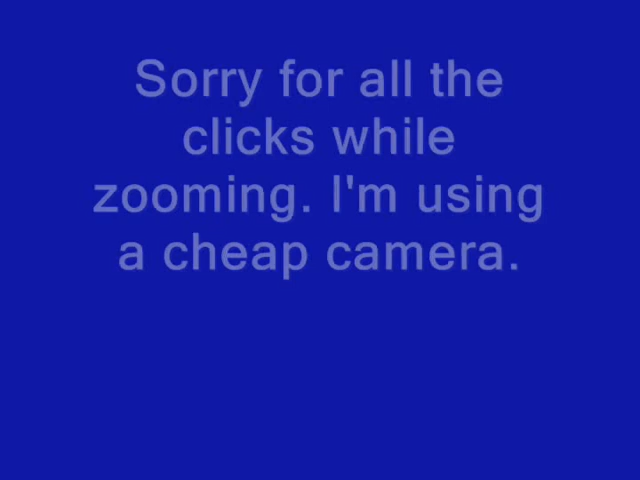 Sorry for all the
clicks while
zooming. I'm using
a cheap camera.